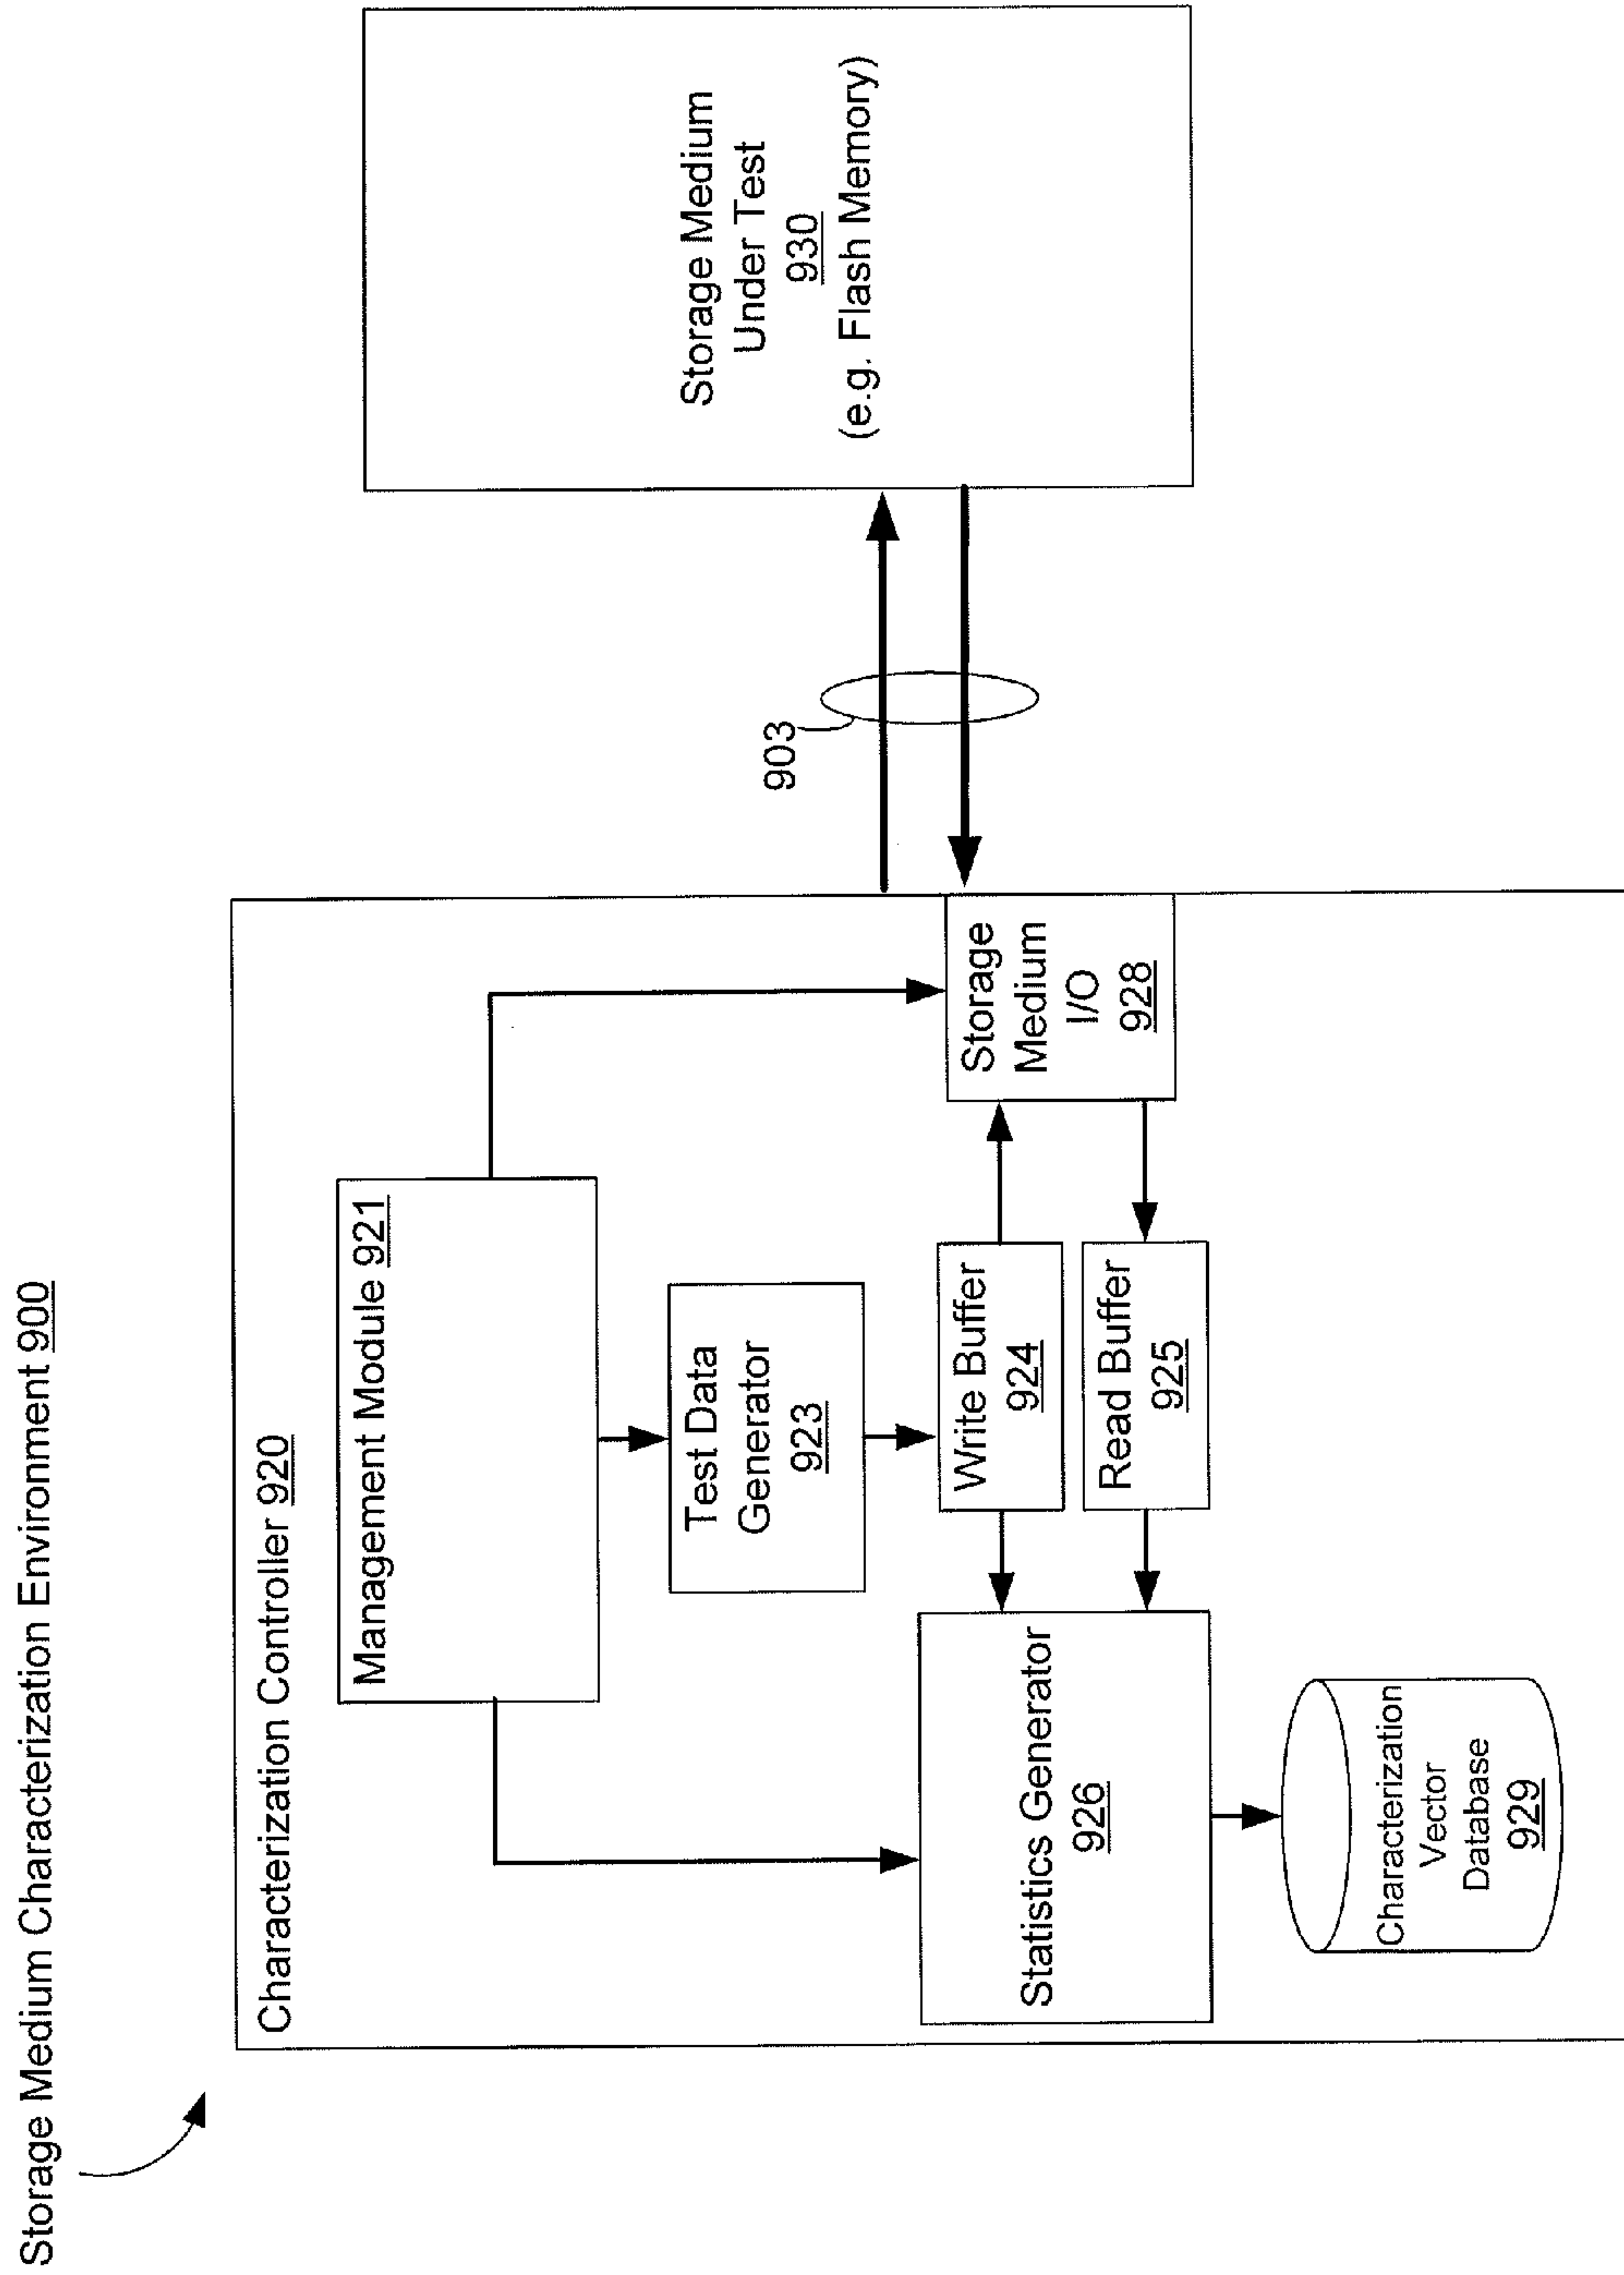 Storage Medium Characterization Environment 900
Characterization Controller 920
Management Module 921
Test Data
Generator
923
Write Buffer
924
Read Buffer
925
Statistics Generator
926
Characterization
Vector
Database
929
Storage
Medium
I/O
928
903
Storage Medium
Under Test
930
(e.g. Flash Memory)